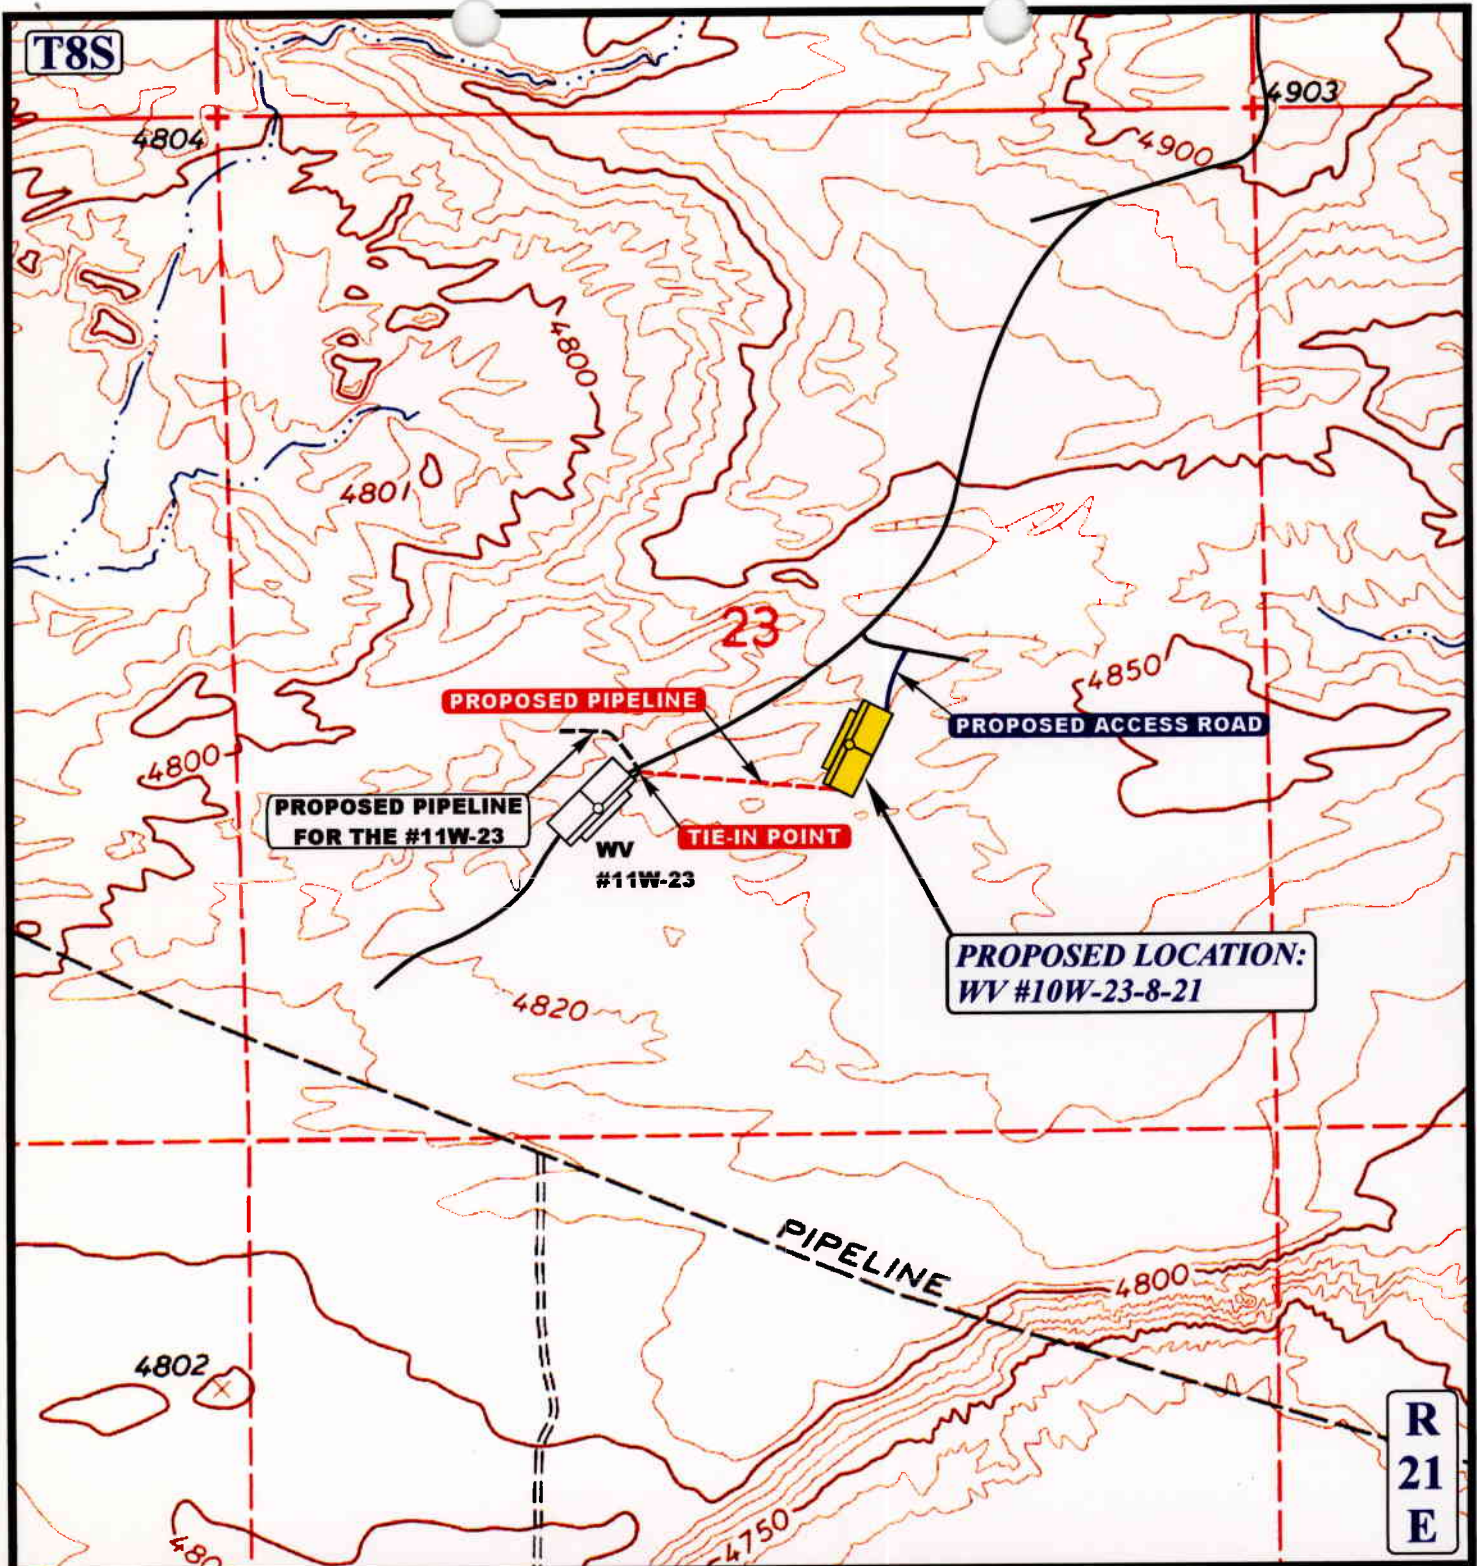 T8S
4903
4804
4900
4800
4801
23
4850
PROPOSED PIPELINE
PROPOSED ACCESS ROAD
4800
PROPOSED PIPELINE
FOR THE #11W-23
TIE-IN POINT
WV
#11W-23
PROPOSED LOCATION:
WV #10W-23-8-21
4820
PIPELINE
4800
4802
R
21
E
4750